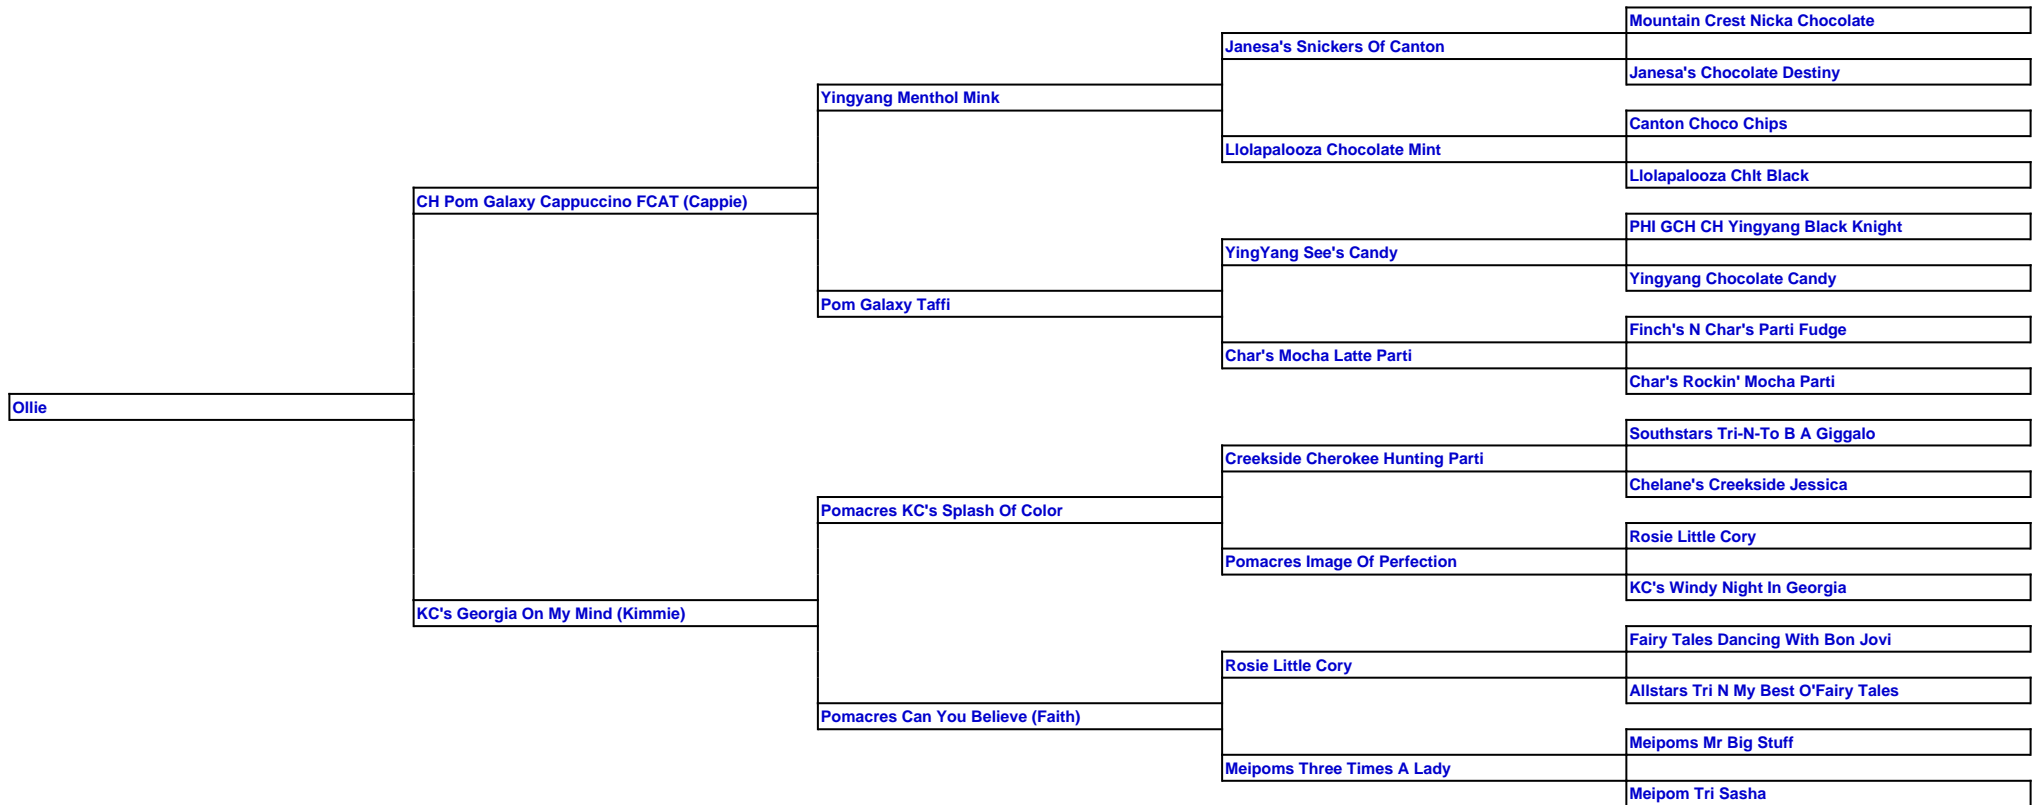 Mountain Crest Nicka Chocolate
Janesa's Snickers Of Canton
Janesa's Chocolate Destiny
Yingyang Menthol Mink
Canton Choco Chips
Llolapalooza Chocolate Mint
Llolapalooza Chlt Black
CH Pom Galaxy Cappuccino FCAT (Cappie)
PHI GCH CH Yingyang Black Knight
YingYang See's Candy
Yingyang Chocolate Candy
Pom Galaxy Taffi
Finch's N Char's Parti Fudge
Char's Mocha Latte Parti
Char's Rockin' Mocha Parti
Ollie
Southstars Tri-N-To B A Giggalo
Creekside Cherokee Hunting Parti
Chelane's Creekside Jessica
Pomacres KC's Splash Of Color
Rosie Little Cory
Pomacres Image Of Perfection
KC's Windy Night In Georgia
KC's Georgia On My Mind (Kimmie)
Fairy Tales Dancing With Bon Jovi
Rosie Little Cory
Allstars Tri N My Best O'Fairy Tales
Pomacres Can You Believe (Faith)
Meipoms Mr Big Stuff
Meipoms Three Times A Lady
Meipom Tri Sasha